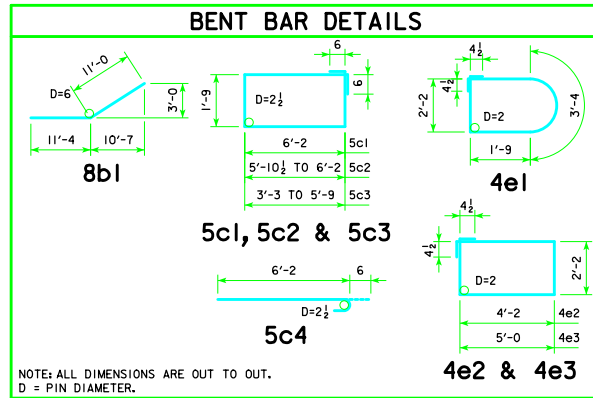 BENT BAR DETAILS
11'-0
D=6
3'-0
11'-4
10'-7
8b1
6
6
1'-9
D=2½
6'-2
5c1
5'-10½ TO 6'-2
5c2
3'-3 TO 5'-9
5c3
5c1, 5c2 & 5c3
4½
4½
2'-2
D=2
3'-4
1'-9
4e1
6'-2
6
D=2½
5c4
4½
4½
D=2
2'-2
4'-2
4e2
5'-0
4e3
4e2 & 4e3
NOTE: ALL DIMENSIONS ARE OUT TO OUT.
D = PIN DIAMETER.